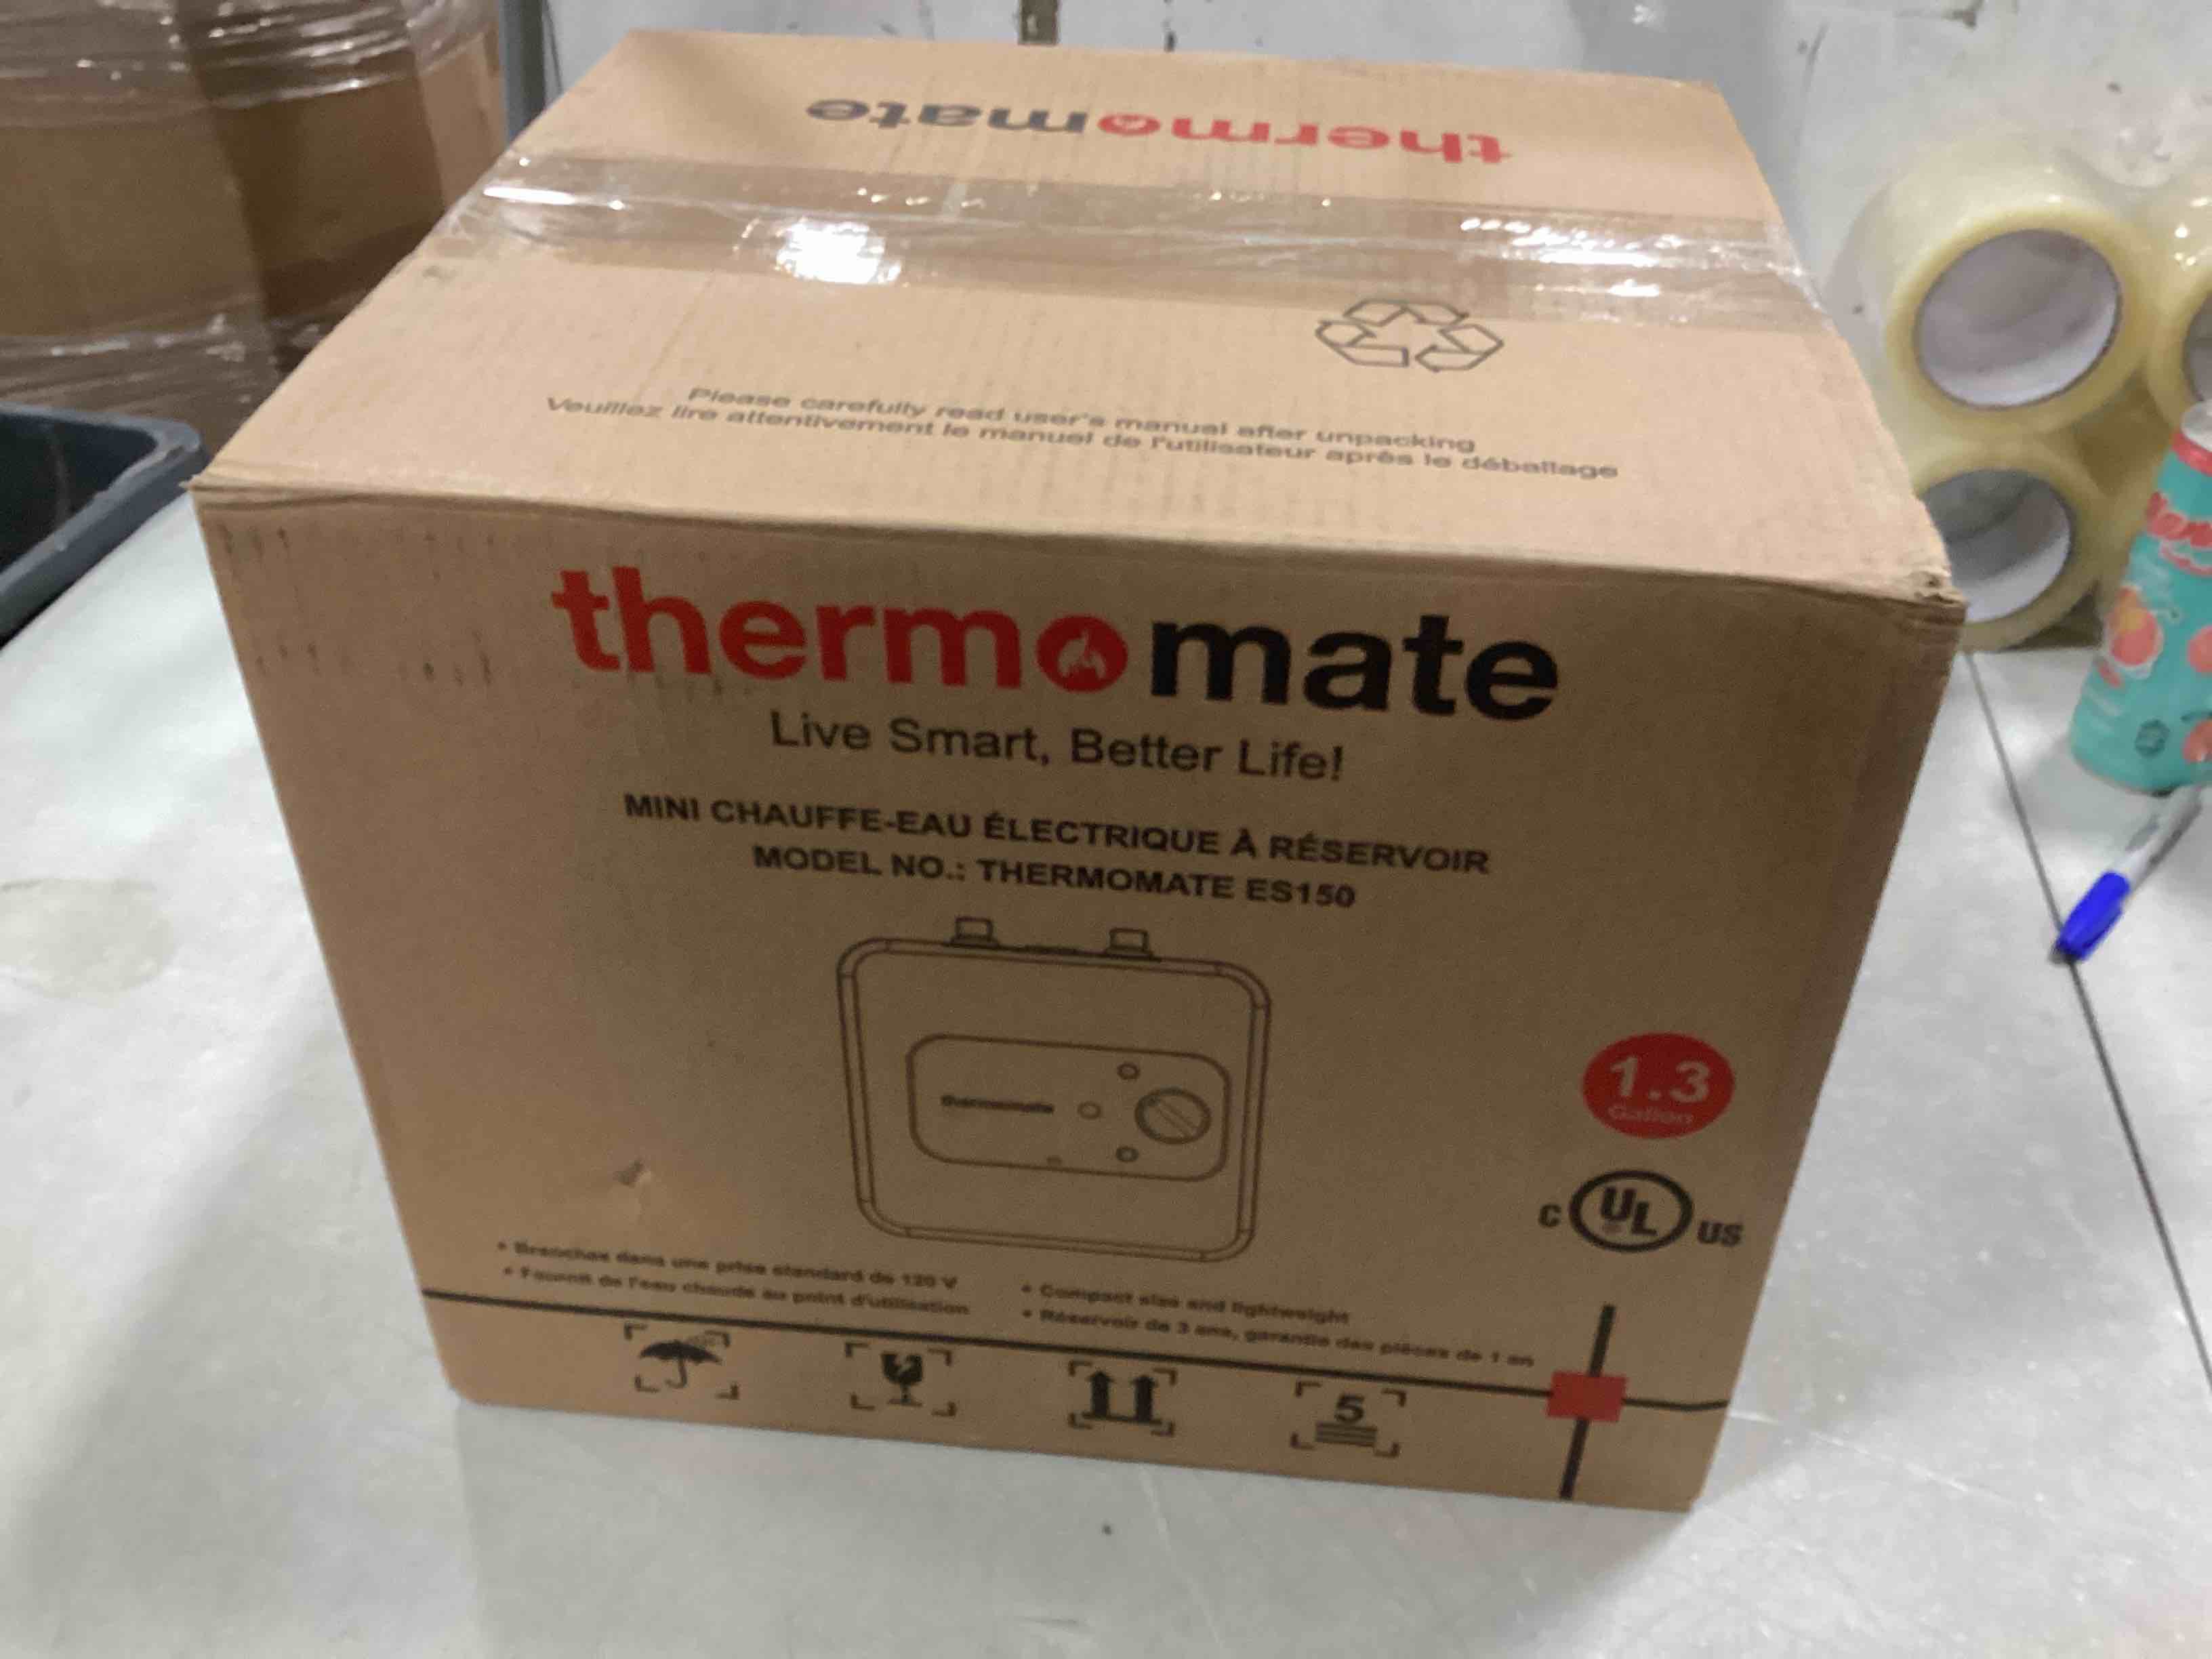 thermomate
Please carefully read user's manual after unpacking
Veuillez lire attentivement le manuel de l'utilisateur après le déballage
thermomate
Live Smart, Better Life!
MINI CHAUFFE-EAU ÉLECTRIQUE À RÉSERVOIR
MODEL NO.: THERMOMATE ES150
thermomate
1.3
Gallon
C UL US
• Branchas dans une prise standard de 120 V
• Fournit de l'eau chaude au point d'utilisation
• Compact size and lightweight
• Réservoir de 3 ans, garantie des pièces de 1 an
5